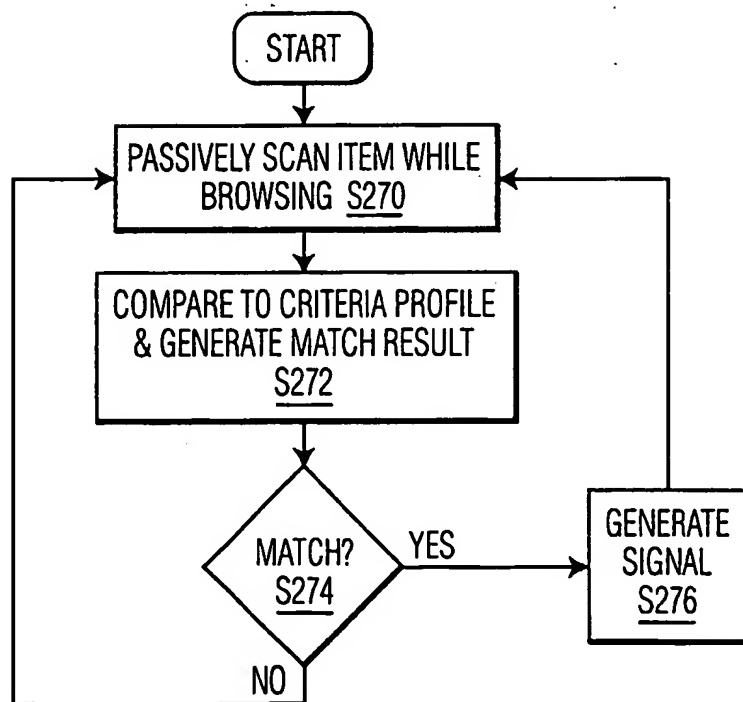 START
PASSIVELY SCAN ITEM WHILE
BROWSING S270
COMPARE TO CRITERIA PROFILE
& GENERATE MATCH RESULT
S272
MATCH?
S274
YES
GENERATE
SIGNAL
S276
NO